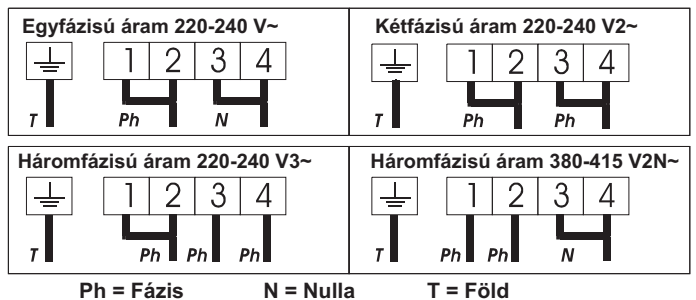 Egyfázisú áram 220-240 V~
1 2 3 4
T Ph N
Kétfázisú áram 220-240 V2~
1 2 3 4
T Ph Ph
Háromfázisú áram 220-240 V3~
1 2 3 4
T Ph Ph Ph
Háromfázisú áram 380-415 V2N~
1 2 3 4
T Ph Ph N
Ph = Fázis N = Nulla T = Föld